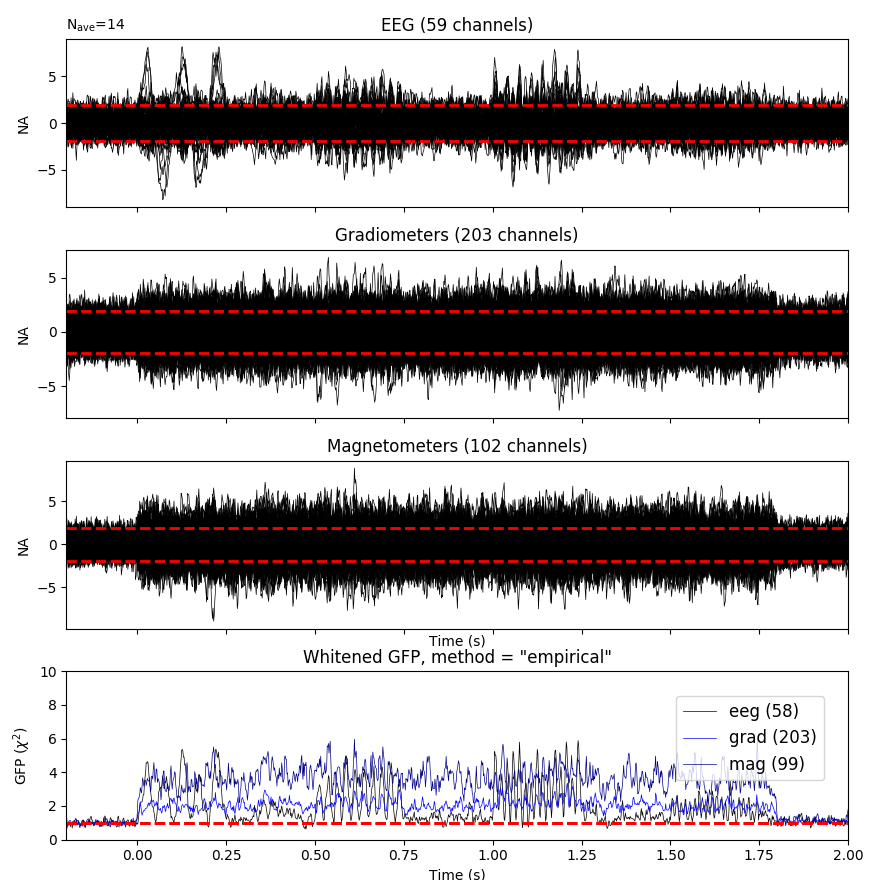 N_ave=14
EEG (59 channels)
5
0
−5
NA
Gradiometers (203 channels)
5
0
−5
NA
Magnetometers (102 channels)
5
0
−5
NA
Time (s)
Whitened GFP, method = "empirical"
10
8
6
4
2
0
GFP (χ²)
eeg (58)
grad (203)
mag (99)
0.00 0.25 0.50 0.75 1.00 1.25 1.50 1.75 2.00
Time (s)